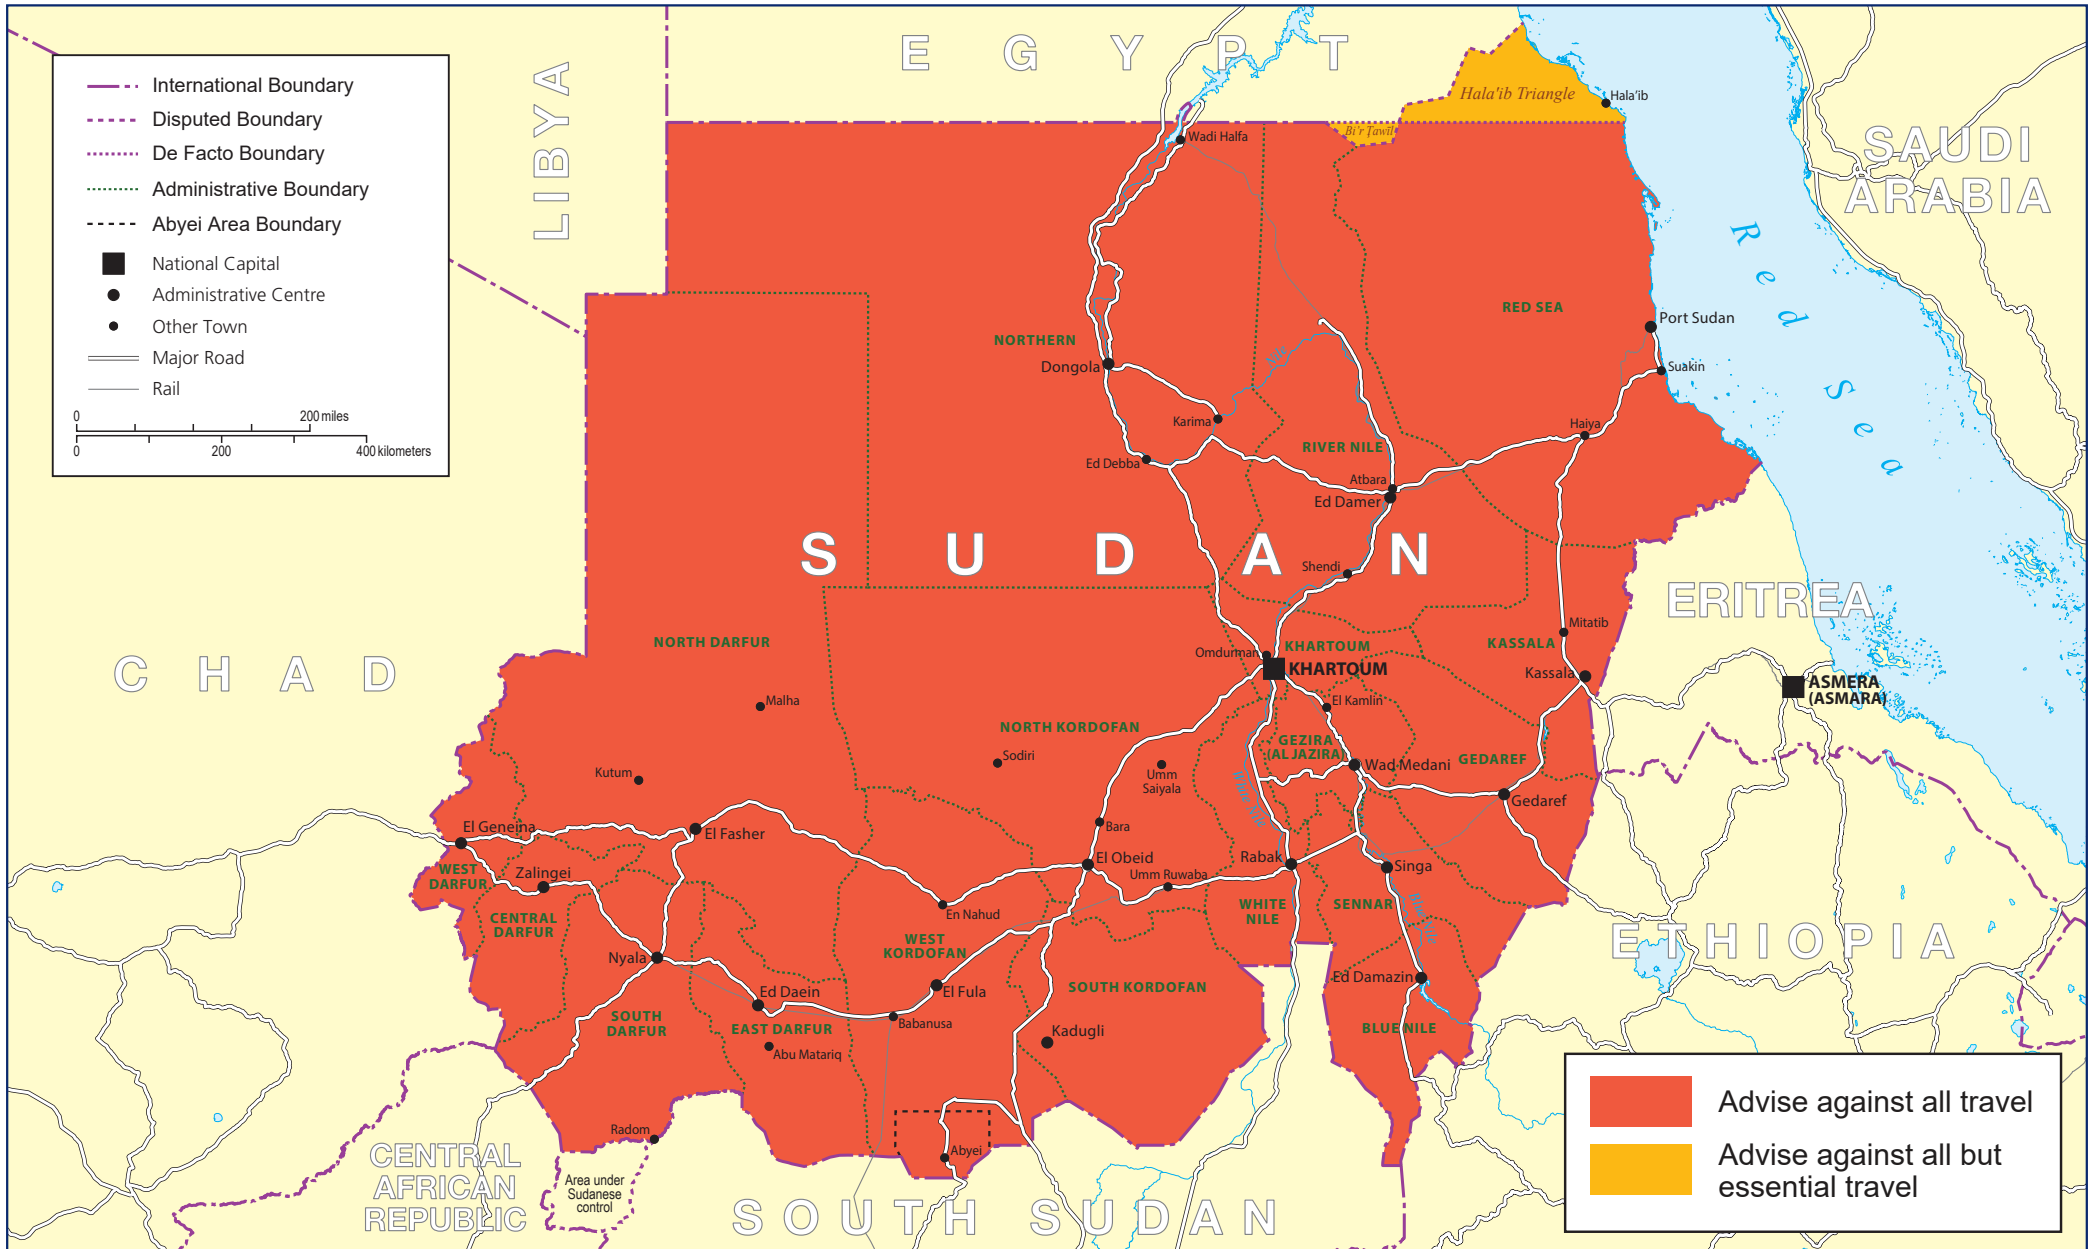 International Boundary
Disputed Boundary
De Facto Boundary
Administrative Boundary
Abyei Area Boundary
National Capital
Administrative Centre
Other Town
Major Road
Rail
0 200 miles
0 200 400 kilometers
EGYPT
LIBYA
Hala'ib Triangle
Hala'ib
Bi'r Ṭawīl
Wadi Halfa
SAUDI
ARABIA
Red Sea
RED SEA
Port Sudan
Suakin
NORTHERN
Dongola
Karima
Haiya
RIVER NILE
Ed Debba
Atbara
Ed Damer
SUDAN
Shendi
ERITREA
Mitatib
NORTH DARFUR
KHARTOUM
KASSALA
Omdurman
KHARTOUM
Kassala
CHAD
ASMERA
(ASMARA)
Malha
El Kamlin
NORTH KORDOFAN
GEZIRA
(AL JAZIRA)
Sodiri
GEDAREF
Wad Medani
Kutum
Umm
Saiyala
White Nile
Gedaref
El Geneina
El Fasher
Bara
El Obeid
Rabak
Singa
WEST
DARFUR
Zalingei
Umm Ruwaba
En Nahud
WHITE
NILE
SENNAR
CENTRAL
DARFUR
WEST
KORDOFAN
ETHIOPIA
Nyala
Ed Damazin
Ed Daein
El Fula
SOUTH KORDOFAN
SOUTH
DARFUR
EAST DARFUR
Babanusa
Kadugli
BLUE NILE
Abu Matariq
Radom
Abyei
CENTRAL
AFRICAN
REPUBLIC
Area under
Sudanese
control
SOUTH SUDAN
Advise against all travel
Advise against all but
essential travel